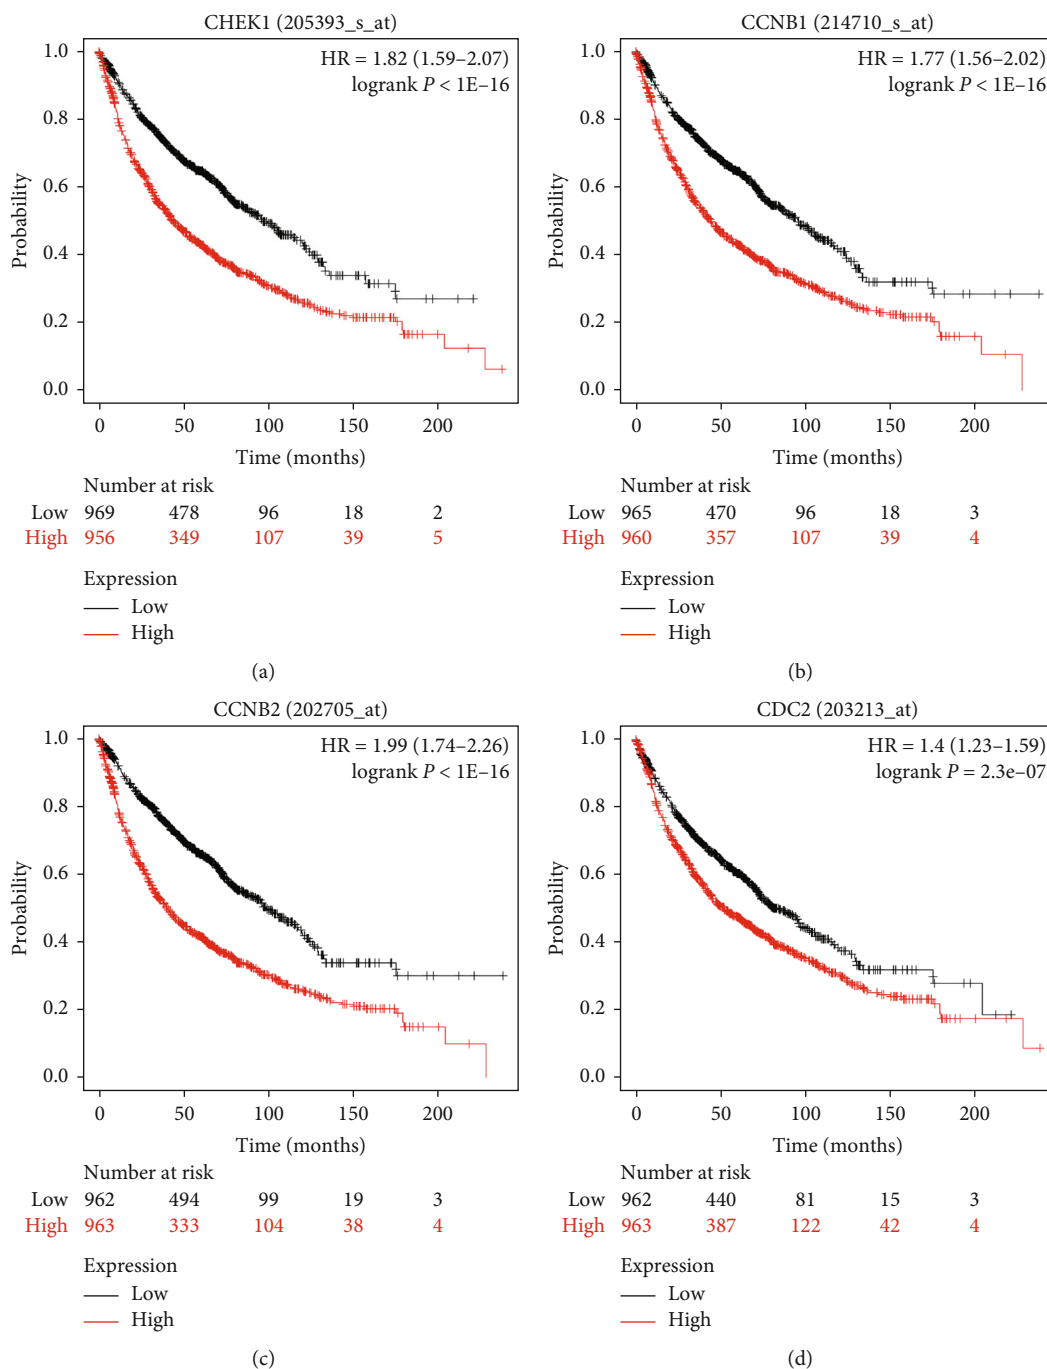 CHEK1 (205393_s_at)
HR = 1.82 (1.59–2.07)
logrank P < 1E–16
1.0
0.8
0.6
0.4
0.2
0.0
Probability
0 50 100 150 200
Time (months)
Number at risk
Low 969 478 96 18 2
High 956 349 107 39 5
Expression
Low
High
(a)
CCNB1 (214710_s_at)
HR = 1.77 (1.56–2.02)
logrank P < 1E–16
1.0
0.8
0.6
0.4
0.2
0.0
Probability
0 50 100 150 200
Time (months)
Number at risk
Low 965 470 96 18 3
High 960 357 107 39 4
Expression
Low
High
(b)
CCNB2 (202705_at)
HR = 1.99 (1.74–2.26)
logrank P < 1E–16
1.0
0.8
0.6
0.4
0.2
0.0
Probability
0 50 100 150 200
Time (months)
Number at risk
Low 962 494 99 19 3
High 963 333 104 38 4
Expression
Low
High
(c)
CDC2 (203213_at)
HR = 1.4 (1.23–1.59)
logrank P = 2.3e–07
1.0
0.8
0.6
0.4
0.2
0.0
Probability
0 50 100 150 200
Time (months)
Number at risk
Low 962 440 81 15 3
High 963 387 122 42 4
Expression
Low
High
(d)